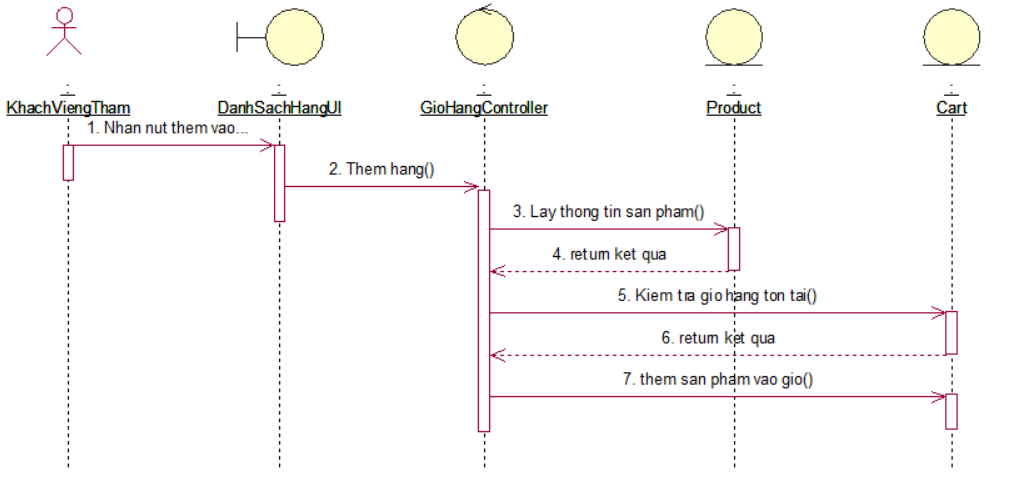 KhachViengTham
DanhSachHangUI
GioHangController
Product
Cart
1. Nhan nut them vao...
2. Them hang()
3. Lay thong tin san pham()
4. return ket qua
5. Kiem tra gio hang ton tai()
6. return ket qua
7. them san pham vao gio()